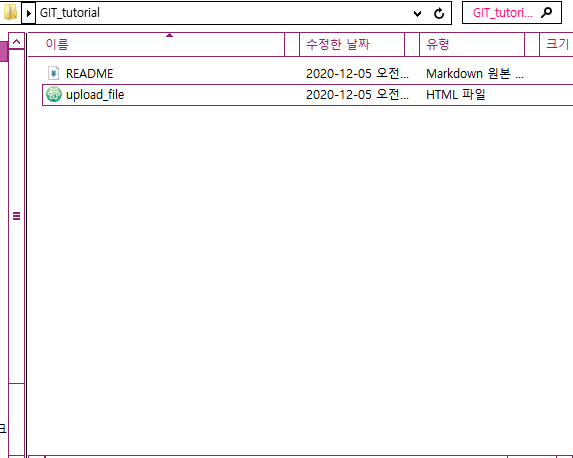 GIT_tutorial GIT_tutori...
이름 수정한 날짜 유형 크기
README 2020-12-05 오전... Markdown 원본 ...
upload_file 2020-12-05 오전... HTML 파일
크